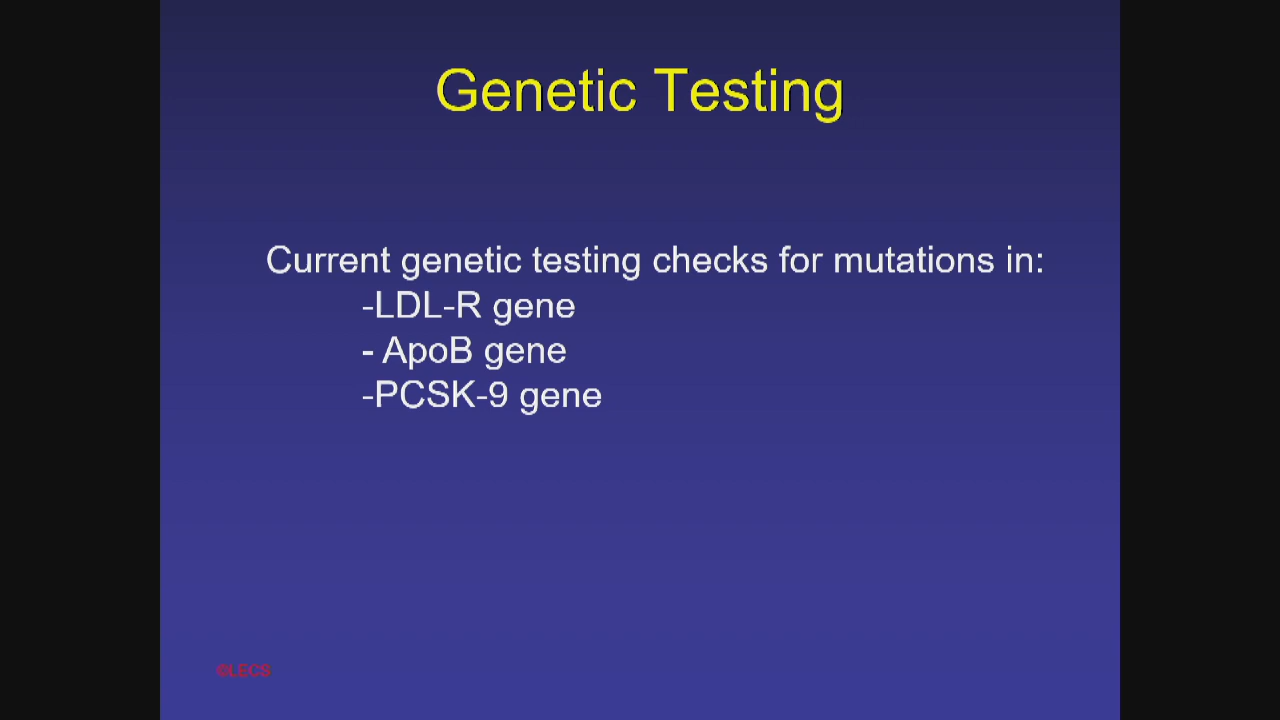 Genetic Testing
Current genetic testing checks for mutations in:
-LDL-R gene
- ApoB gene
-PCSK-9 gene
©LECS